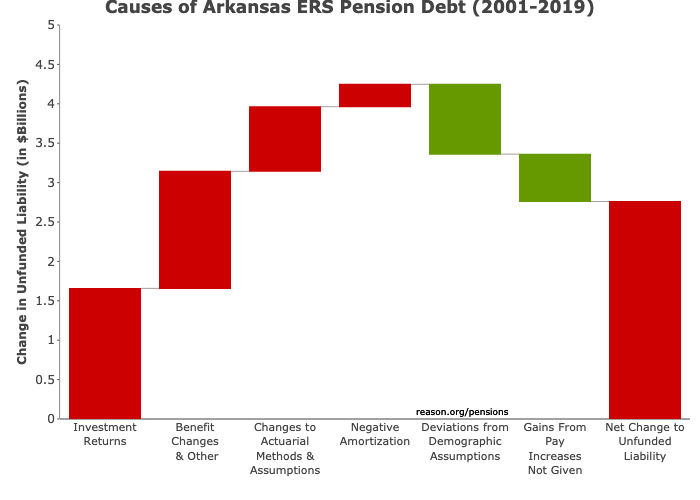 Causes of Arkansas ERS Pension Debt (2001-2019)
Change in Unfunded Liability (in $Billions)
5
4.5
4
3.5
3
2.5
2
1.5
1
0.5
0
reason.org/pensions
Investment
Returns
Benefit
Changes
& Other
Changes to
Actuarial
Methods &
Assumptions
Negative
Amortization
Deviations from
Demographic
Assumptions
Gains From
Pay
Increases
Not Given
Net Change to
Unfunded
Liability